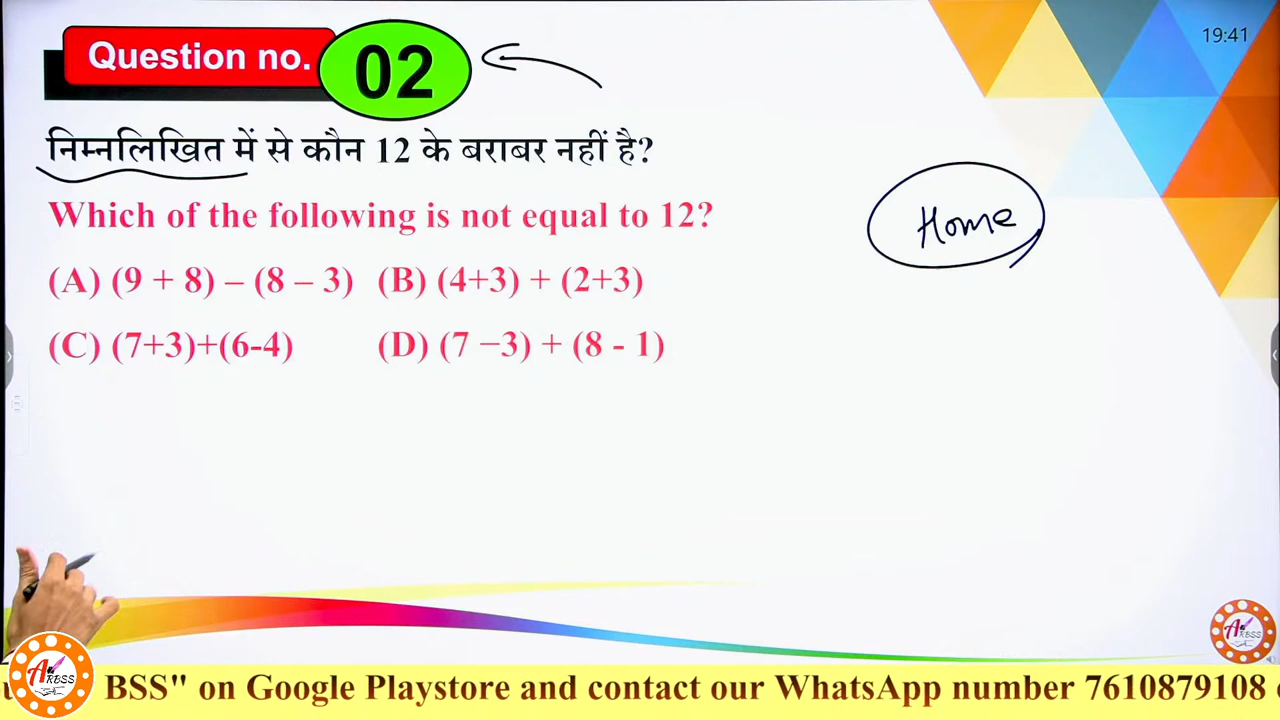 19:41
Question no. 02
निम्नलिखित में से कौन 12 के बराबर नहीं है?
Which of the following is not equal to 12?
Home
(A) (9 + 8) – (8 – 3) (B) (4+3) + (2+3)
(C) (7+3)+(6-4) (D) (7 −3) + (8 - 1)
A RBSS
A RBSS
BSS" on Google Playstore and contact our WhatsApp number 7610879108